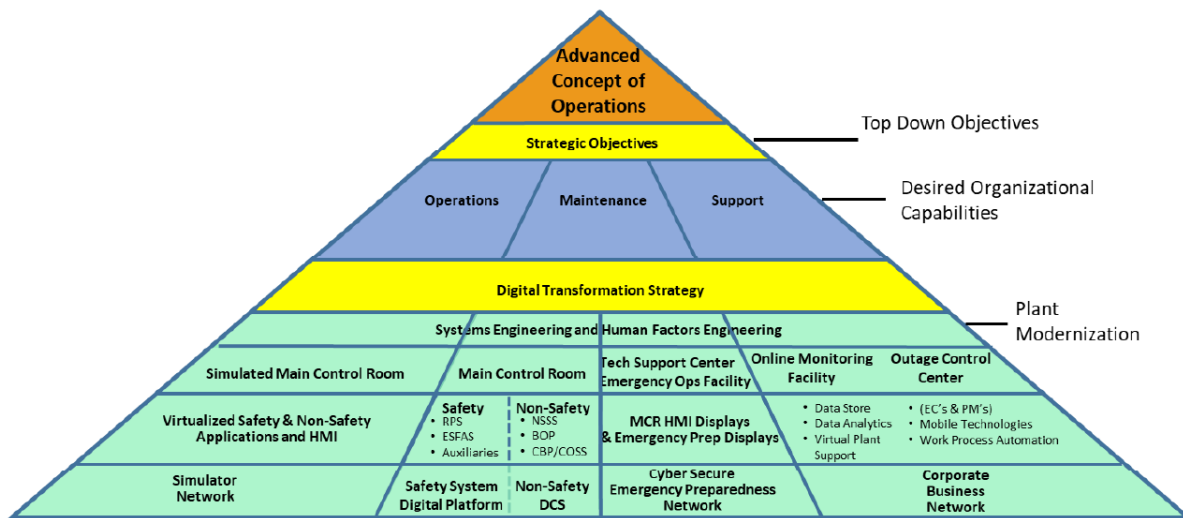 Advanced
Concept of
Operations
Top Down Objectives
Strategic Objectives
Operations
Maintenance
Support
Desired Organizational
Capabilities
Digital Transformation Strategy
Plant
Modernization
Systems Engineering and Human Factors Engineering
Simulated Main Control Room
Main Control Room
Tech Support Center
Emergency Ops Facility
Online Monitoring
Facility
Outage Control
Center
Virtualized Safety & Non-Safety
Applications and HMI
Safety
• RPS
• ESFAS
• Auxiliaries
Non-Safety
• NSSS
• BOP
• CBP/COSS
MCR HMI Displays
& Emergency Prep Displays
• Data Store
• Data Analytics
• Virtual Plant
Support
• (EC's & PM's)
• Mobile Technologies
• Work Process Automation
Simulator
Network
Safety System
Digital Platform
Non-Safety
DCS
Cyber Secure
Emergency Preparedness
Network
Corporate
Business
Network